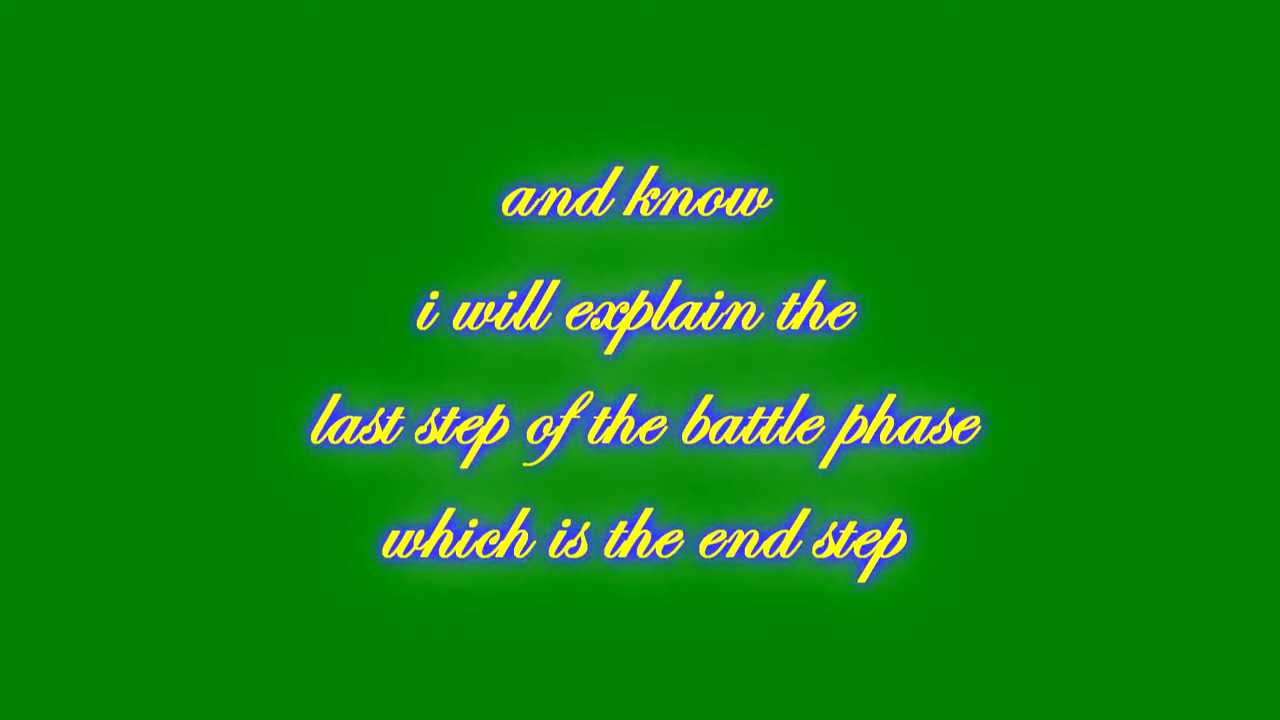 and know
i will explain the
last step of the battle phase
which is the end step